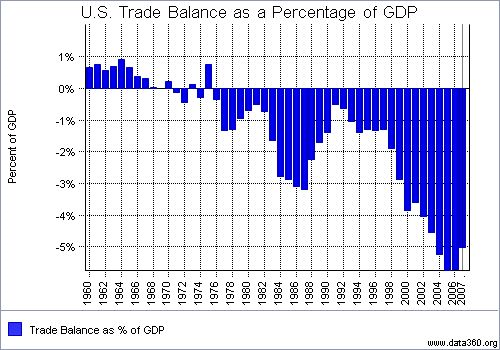 U.S. Trade Balance as a Percentage of GDP
Percent of GDP
1%
0%
-1%
-2%
-3%
-4%
-5%
1960 1962 1964 1966 1968 1970 1972 1974 1976 1978 1980 1982 1984 1986 1988 1990 1992 1994 1996 1998 2000 2002 2004 2006 2007
Trade Balance as % of GDP
www.data360.org